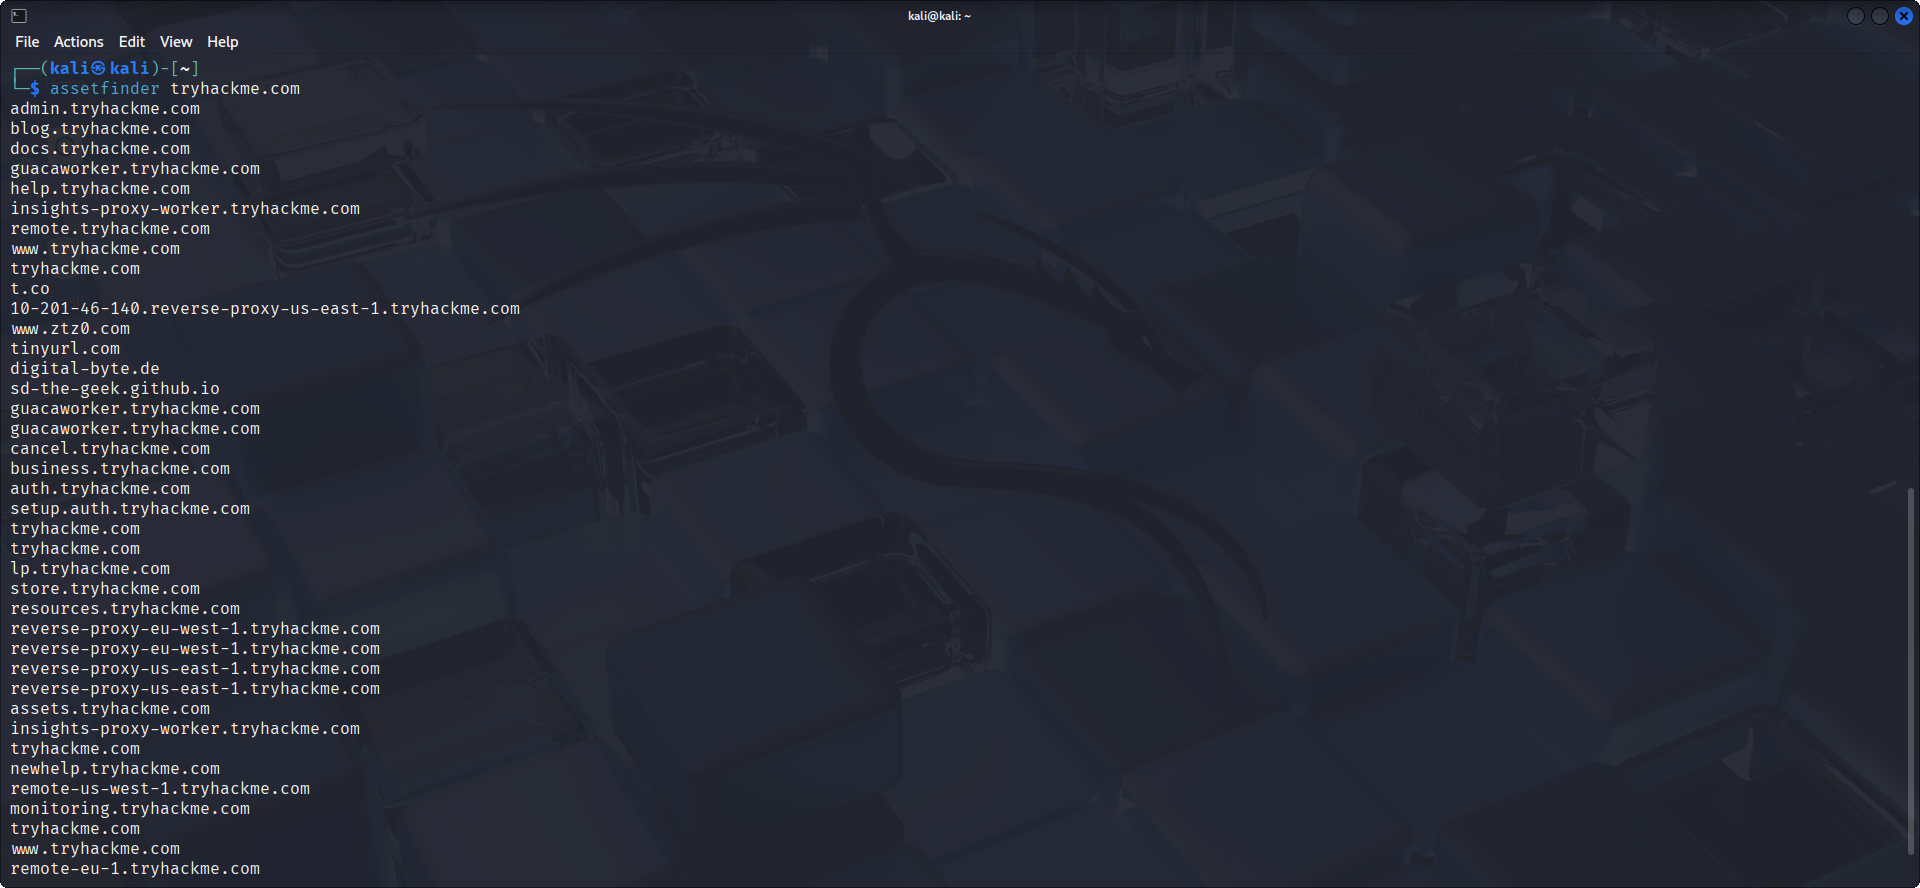 kali@kali: ~
File Actions Edit View Help
┌──(kali㉿kali)-[~]
└─$ assetfinder tryhackme.com
admin.tryhackme.com
blog.tryhackme.com
docs.tryhackme.com
guacaworker.tryhackme.com
help.tryhackme.com
insights-proxy-worker.tryhackme.com
remote.tryhackme.com
www.tryhackme.com
tryhackme.com
t.co
10-201-46-140.reverse-proxy-us-east-1.tryhackme.com
www.ztz0.com
tinyurl.com
digital-byte.de
sd-the-geek.github.io
guacaworker.tryhackme.com
guacaworker.tryhackme.com
cancel.tryhackme.com
business.tryhackme.com
auth.tryhackme.com
setup.auth.tryhackme.com
tryhackme.com
tryhackme.com
lp.tryhackme.com
store.tryhackme.com
resources.tryhackme.com
reverse-proxy-eu-west-1.tryhackme.com
reverse-proxy-eu-west-1.tryhackme.com
reverse-proxy-us-east-1.tryhackme.com
reverse-proxy-us-east-1.tryhackme.com
assets.tryhackme.com
insights-proxy-worker.tryhackme.com
tryhackme.com
newhelp.tryhackme.com
remote-us-west-1.tryhackme.com
monitoring.tryhackme.com
tryhackme.com
www.tryhackme.com
remote-eu-1.tryhackme.com